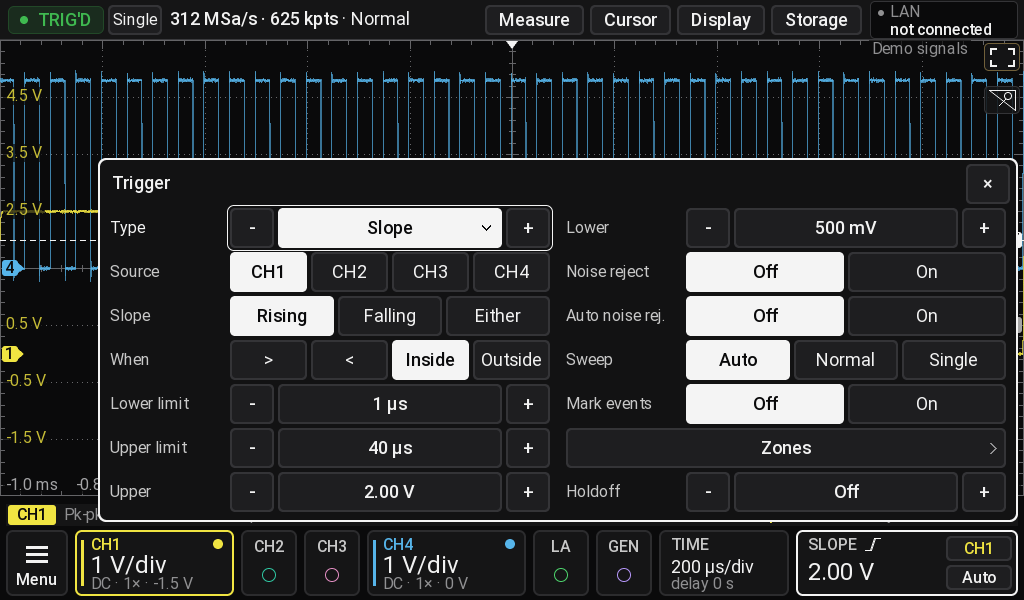 TRIG'D Single 312 MSa/s · 625 kpts · Normal Measure Cursor Display Storage LAN not connected
Demo signals
4.5 V
3.5 V
2.5 V
4
0.5 V
1
-0.5 V
-1.5 V
-1.0 ms -0.8
Trigger ×
Type - Slope + Lower - 500 mV +
Source CH1 CH2 CH3 CH4 Noise reject Off On
Slope Rising Falling Either Auto noise rej. Off On
When > < Inside Outside Sweep Auto Normal Single
Lower limit - 1 µs + Mark events Off On
Upper limit - 40 µs + Zones
Upper - 2.00 V + Holdoff - Off +
CH1 Pk-p
Menu
CH1
1 V/div
DC · 1× · -1.5 V
CH2
CH3
CH4
1 V/div
DC · 1× · 0 V
LA
GEN
TIME
200 µs/div
delay 0 s
SLOPE CH1
2.00 V Auto